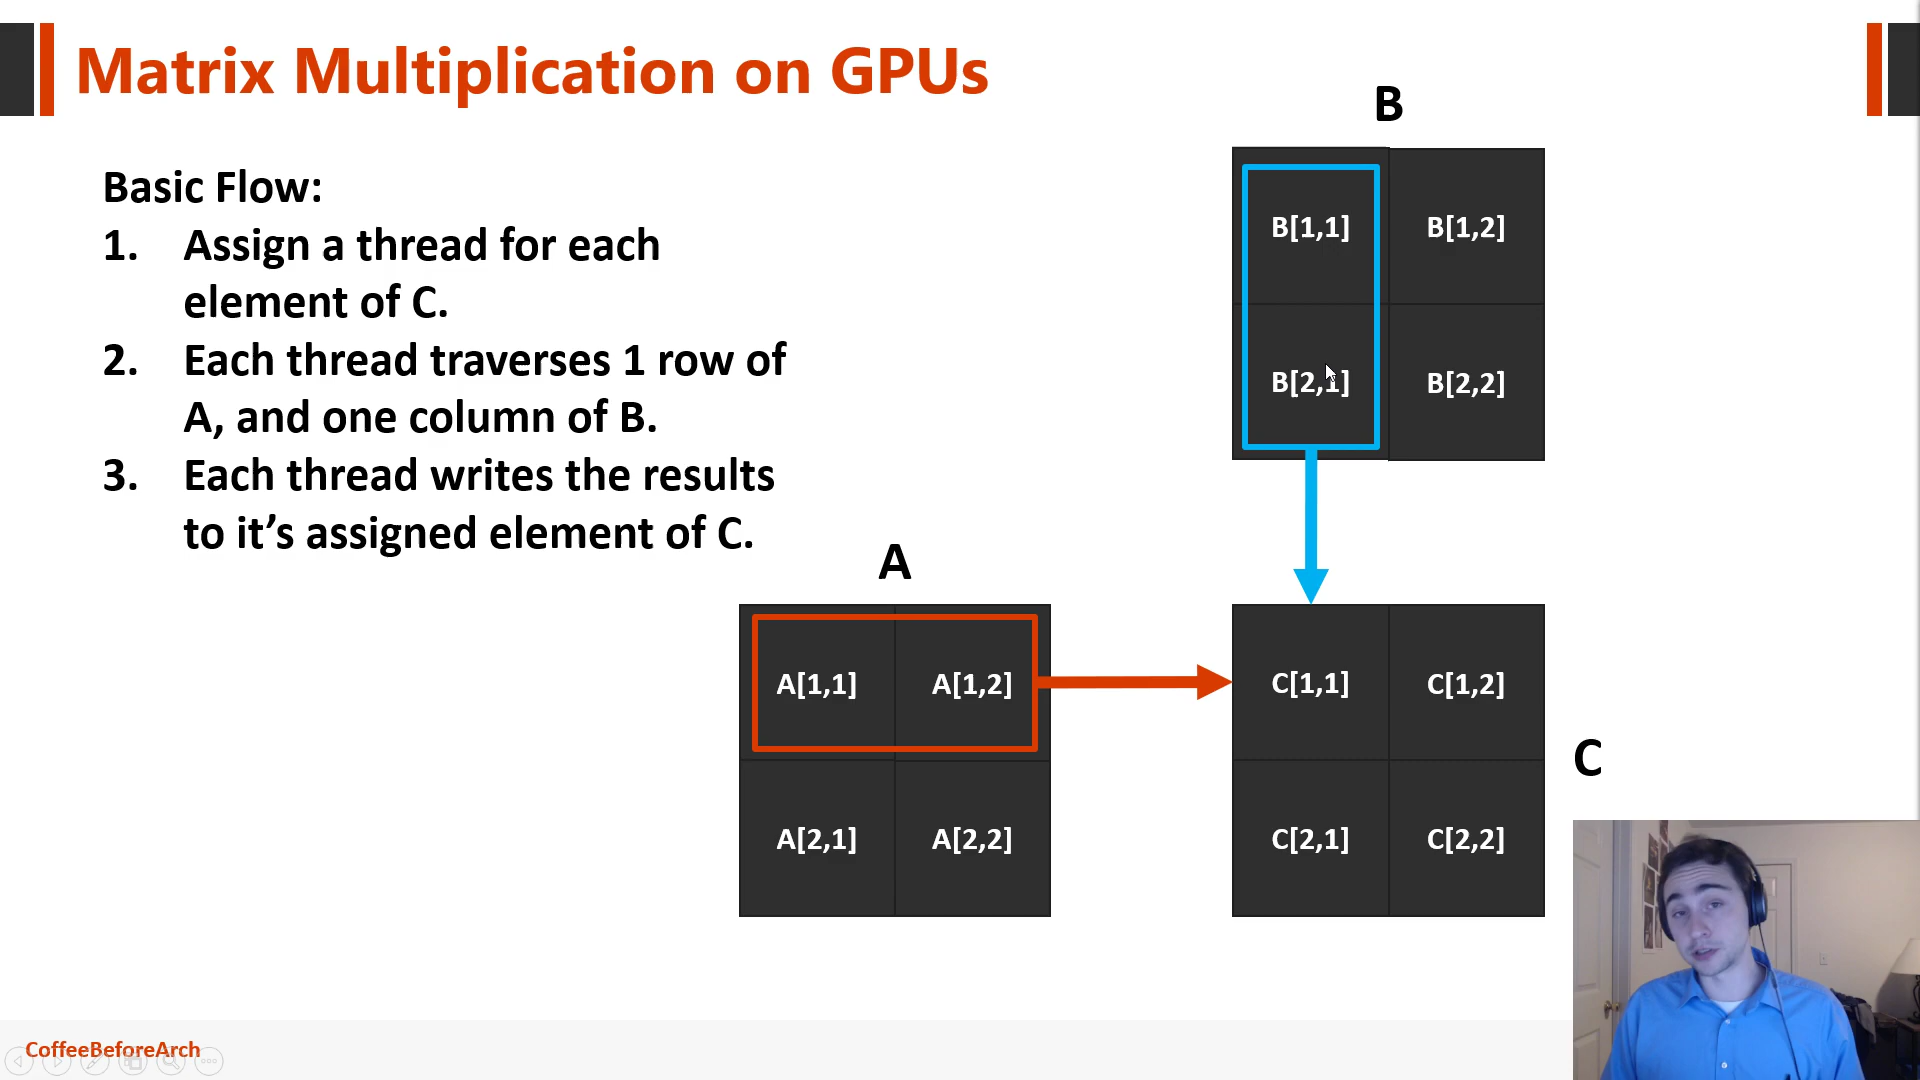 Matrix Multiplication on GPUs
Basic Flow:
1. Assign a thread for each
element of C.
2. Each thread traverses 1 row of
A, and one column of B.
3. Each thread writes the results
to it’s assigned element of C.
B
B[1,1] B[1,2]
B[2,1] B[2,2]
A
A[1,1] A[1,2]
A[2,1] A[2,2]
C[1,1] C[1,2]
C[2,1] C[2,2]
C
CoffeeBeforeArch